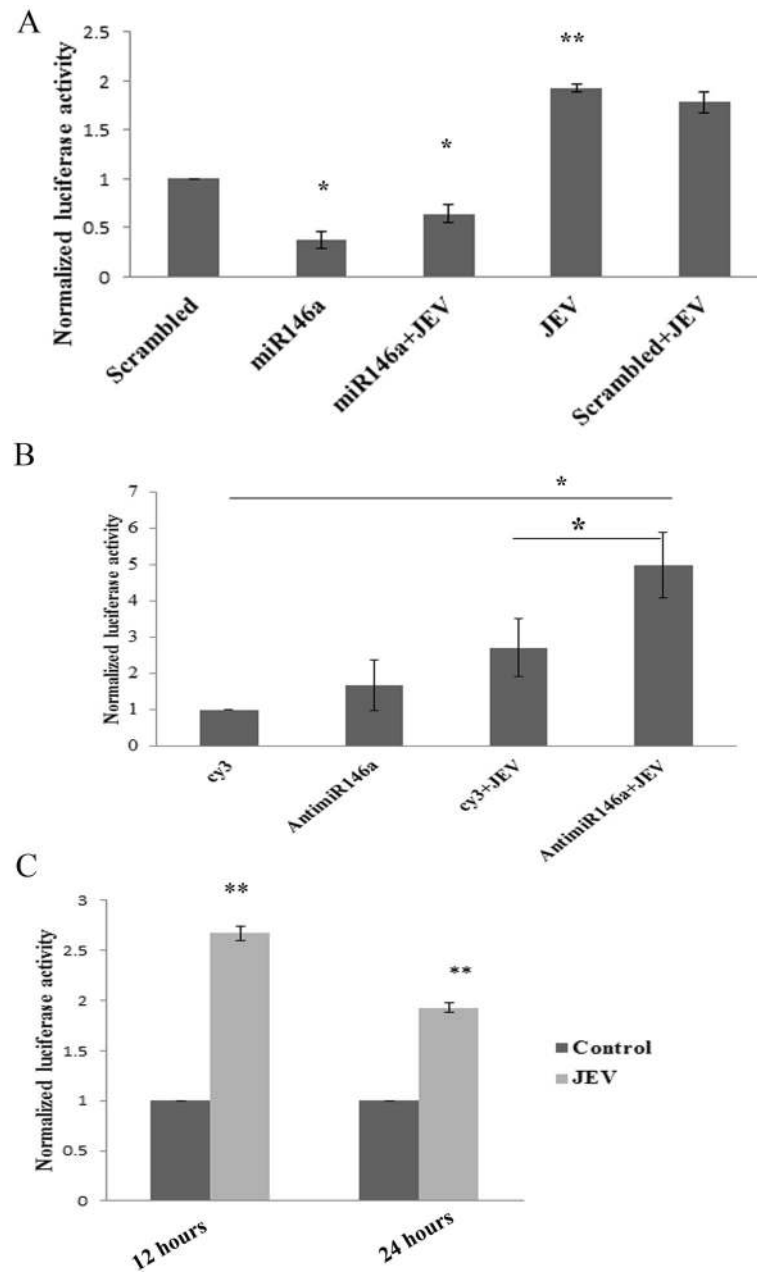 A
Normalized luciferase activity
2.5
2
1.5
1
0.5
0
*
*
**
Scrambled
miR146a
miR146a+JEV
JEV
Scrambled+JEV
B
Normalized luciferase activity
7
6
5
4
3
2
1
0
*
*
cy3
AntimiR146a
cy3+JEV
AntimiR146a+JEV
C
Normalized luciferase activity
3
2.5
2
1.5
1
0.5
0
**
**
12 hours
24 hours
Control
JEV